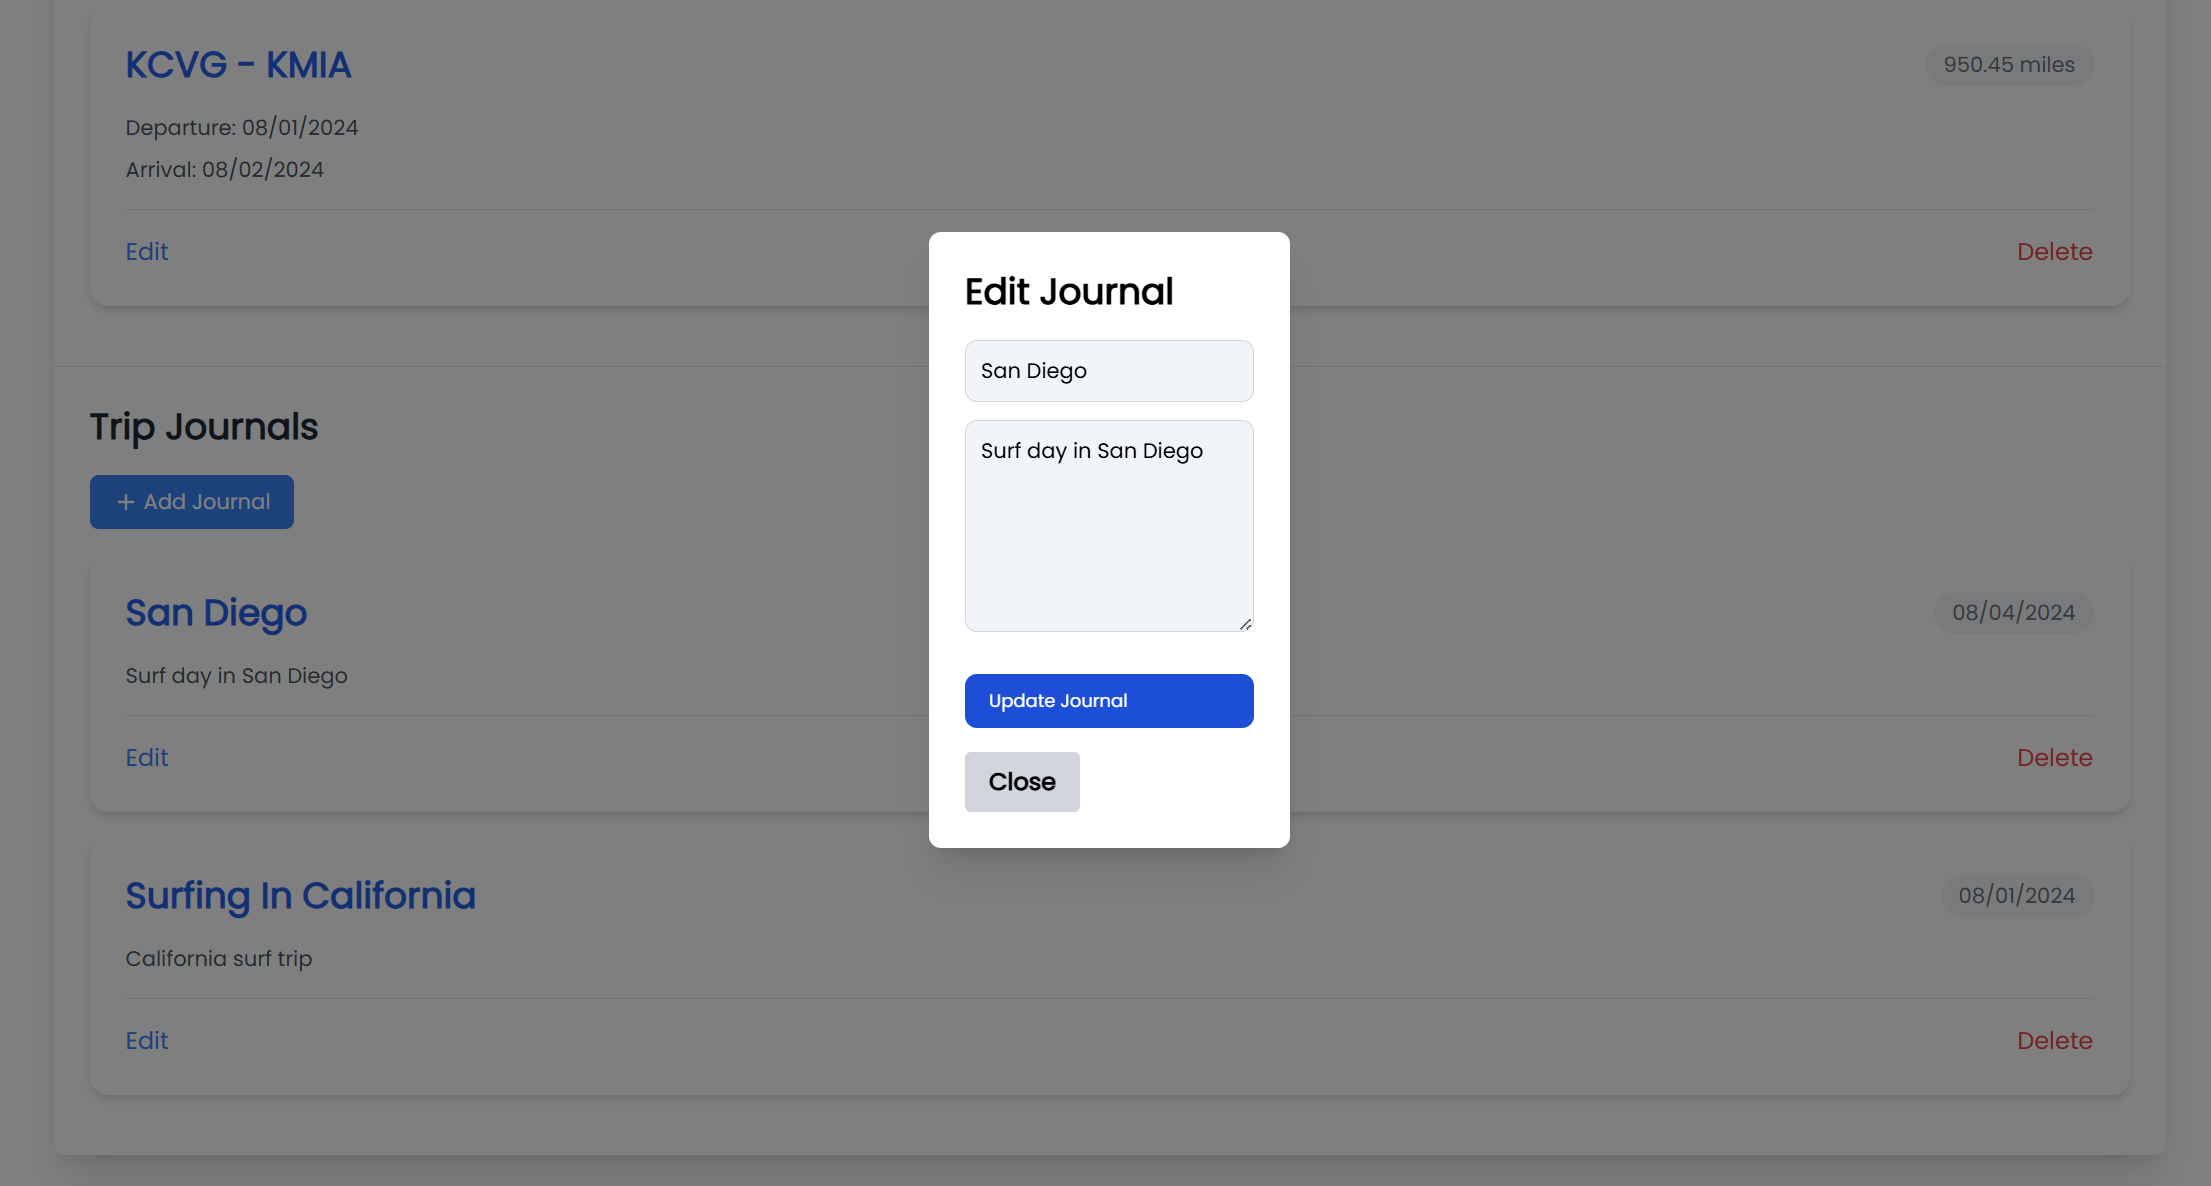 KCVG - KMIA
950.45 miles
Departure: 08/01/2024
Arrival: 08/02/2024
Edit
Delete
Edit Journal
San Diego
Surf day in San Diego
Update Journal
Close
Trip Journals
+ Add Journal
San Diego
08/04/2024
Surf day in San Diego
Edit
Delete
Surfing In California
08/01/2024
California surf trip
Edit
Delete